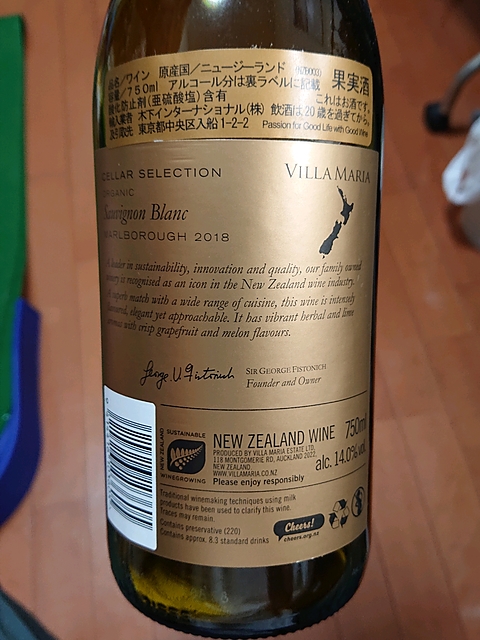 品名／ワイン 原産国／ニュージーランド (NZB003) 果実酒
容量／750ml アルコール分は裏ラベルに記載
酸化防止剤(亜硫酸塩)含有 これはお酒です。
輸入業者 木下インターナショナル(株) 飲酒は20歳を過ぎてから。
引取先 東京都中央区入船1-2-2 Passion for Good Life with Good Wine
CELLAR SELECTION
VILLA MARIA
ORGANIC
Sauvignon Blanc
MARLBOROUGH 2018
A leader in sustainability, innovation and quality, our family owned
winery is recognised as an icon in the New Zealand wine industry.
A superb match with a wide range of cuisine, this wine is intensely
flavoured, elegant yet approachable. It has vibrant herbal and lime
aromas with crisp grapefruit and melon flavours.
George V. Fistonich
SIR GEORGE FISTONICH
Founder and Owner
SUSTAINABLE
WINEGROWING
NEW ZEALAND
NEW ZEALAND WINE 750ml
PRODUCED BY VILLA MARIA ESTATE LTD,
118 MONTGOMERIE RD, AUCKLAND 2022,
NEW ZEALAND.
WWW.VILLAMARIA.CO.NZ
alc. 14.0% vol.
Please enjoy responsibly
Traditional winemaking techniques using milk
products have been used to clarify this wine.
Traces may remain.
Contains preservative (220)
Contains approx. 8.3 standard drinks
Cheers!
cheers.org.nz